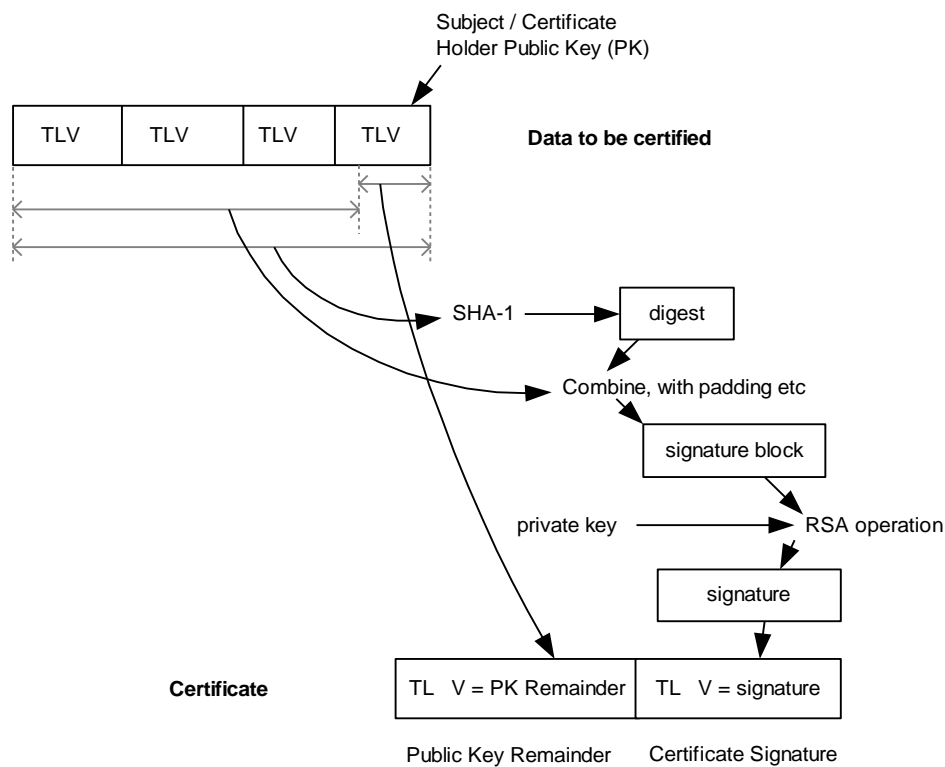 Subject / Certificate
Holder Public Key (PK)
TLV TLV TLV TLV
Data to be certified
SHA-1
digest
Combine, with padding etc
signature block
private key
RSA operation
signature
Certificate
TL V = PK Remainder
TL V = signature
Public Key Remainder
Certificate Signature